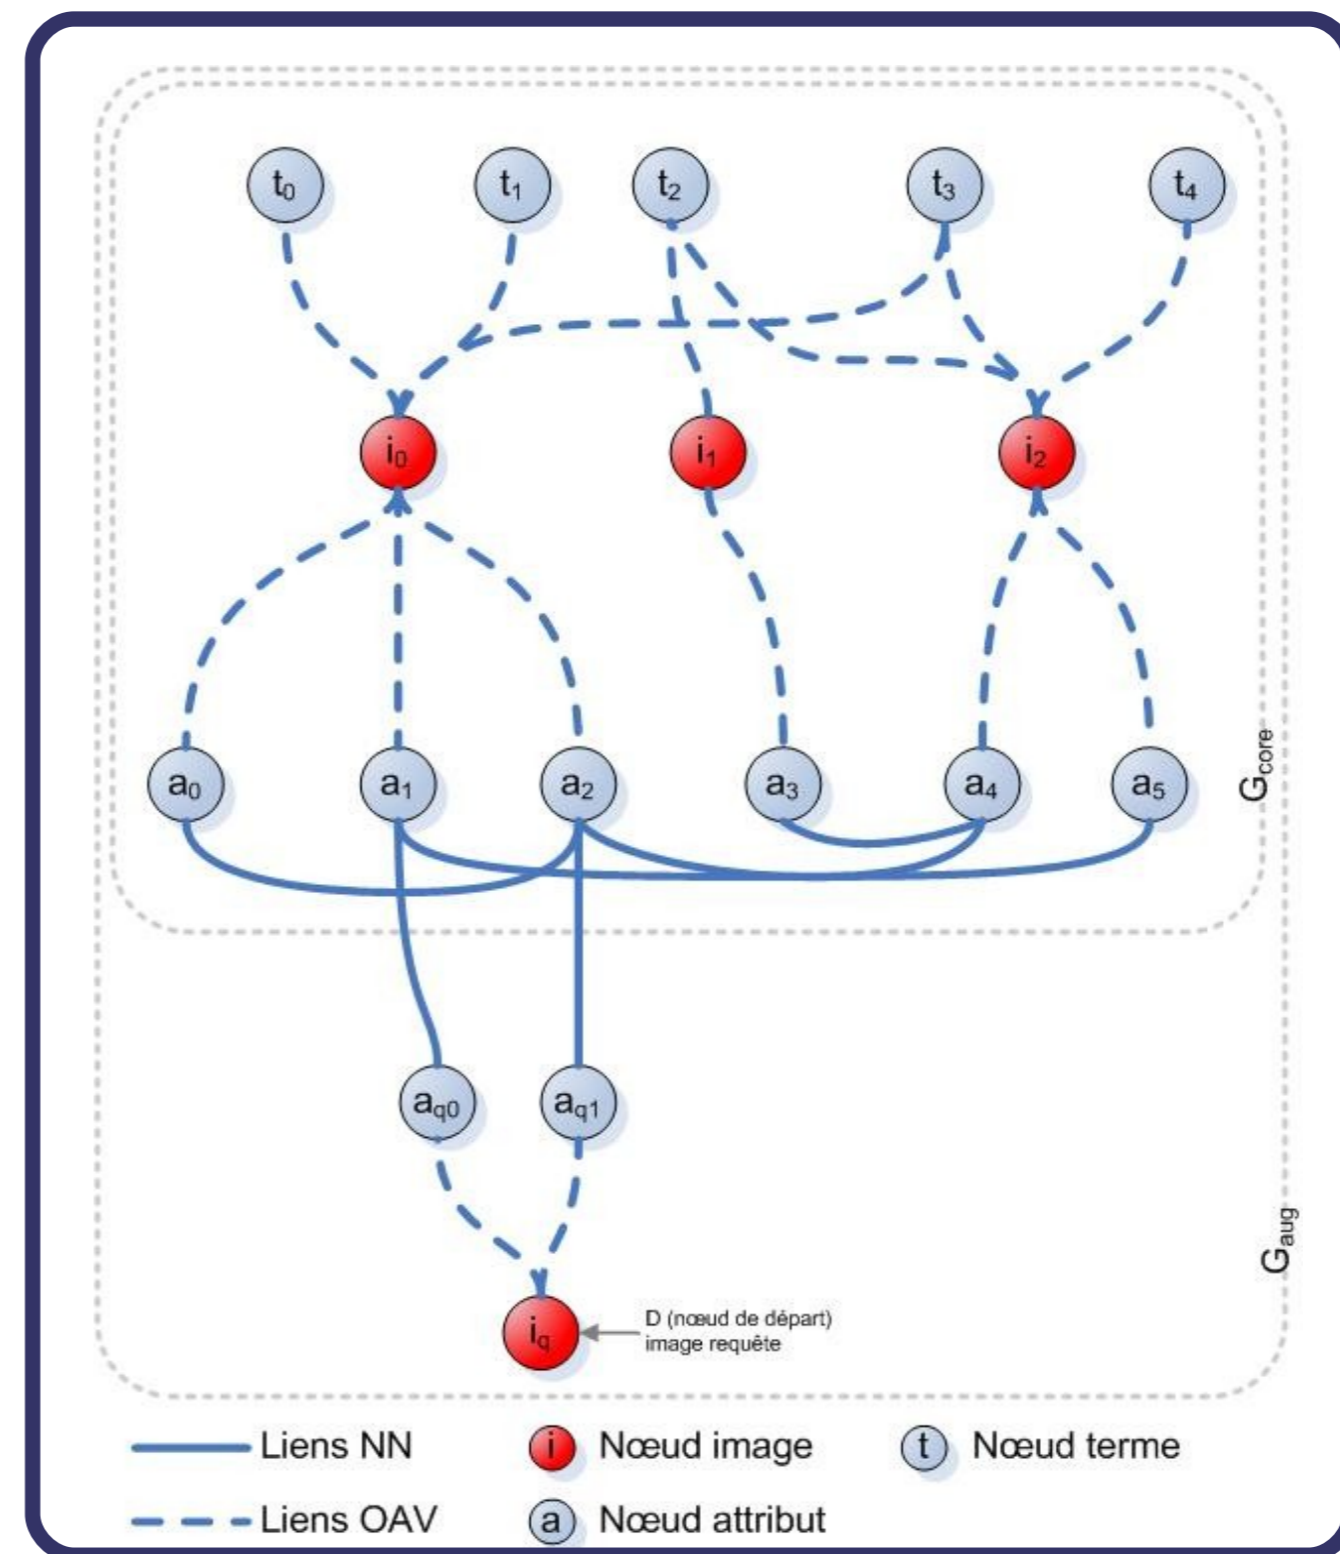 t0 t1 t2 t3 t4
i0 i1 i2
a0 a1 a2 a3 a4 a5
Gcore
aq0 aq1
Gaug
iq
D (nœud de départ)
image requête
Liens NN
i Nœud image
t Nœud terme
Liens OAV
a Nœud attribut